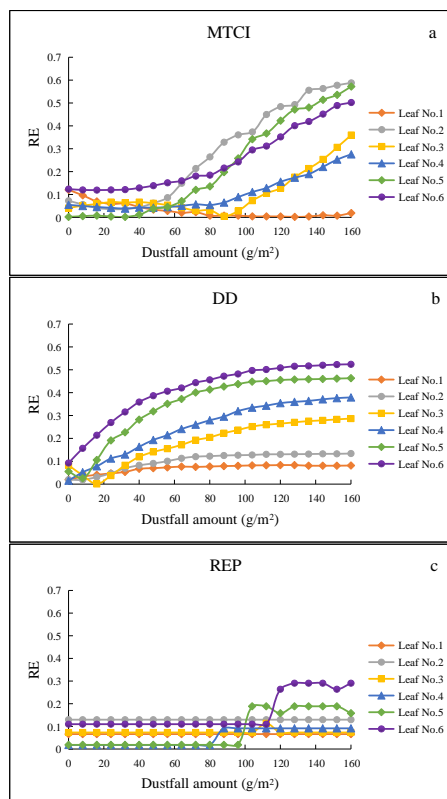 MTCI
a
0.7
0.6
0.5
0.4
0.3
0.2
0.1
0
RE
0 20 40 60 80 100 120 140 160
Dustfall amount (g/m²)
Leaf No.1
Leaf No.2
Leaf No.3
Leaf No.4
Leaf No.5
Leaf No.6
DD
b
0.7
0.6
0.5
0.4
0.3
0.2
0.1
0
RE
0 20 40 60 80 100 120 140 160
Dustfall amount (g/m²)
Leaf No.1
Leaf No.2
Leaf No.3
Leaf No.4
Leaf No.5
Leaf No.6
REP
c
0.7
0.6
0.5
0.4
0.3
0.2
0.1
0
RE
0 20 40 60 80 100 120 140 160
Dustfall amount (g/m²)
Leaf No.1
Leaf No.2
Leaf No.3
Leaf No.4
Leaf No.5
Leaf No.6